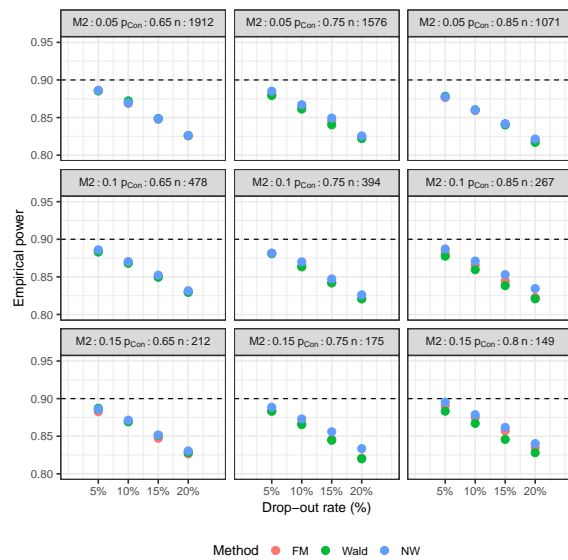 M2 : 0.05 pCon : 0.65 n : 1912
M2 : 0.05 pCon : 0.75 n : 1576
M2 : 0.05 pCon : 0.85 n : 1071
0.95
0.90
0.85
0.80
M2 : 0.1 pCon : 0.65 n : 478
M2 : 0.1 pCon : 0.75 n : 394
M2 : 0.1 pCon : 0.85 n : 267
0.95
0.90
0.85
0.80
Empirical power
M2 : 0.15 pCon : 0.65 n : 212
M2 : 0.15 pCon : 0.75 n : 175
M2 : 0.15 pCon : 0.8 n : 149
0.95
0.90
0.85
0.80
5% 10% 15% 20%
5% 10% 15% 20%
5% 10% 15% 20%
Drop−out rate (%)
Method FM Wald NW